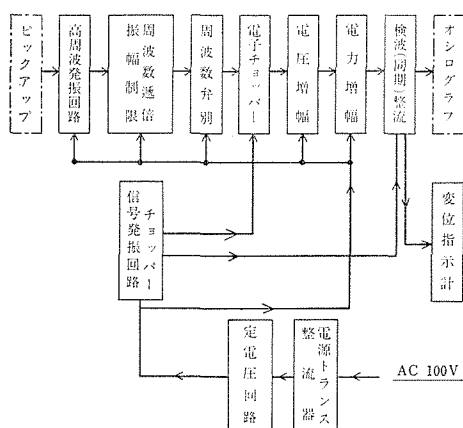 ピックアップ
高周波発振回路
周波数逓倍
振幅制限
周波数弁別
電子チョッパー
電圧増幅
電力増幅
検波(同期)整流
オシログラフ
チョッパー
信号発振回路
変位指示計
定電圧回路
電源トランス
整流器
AC 100V